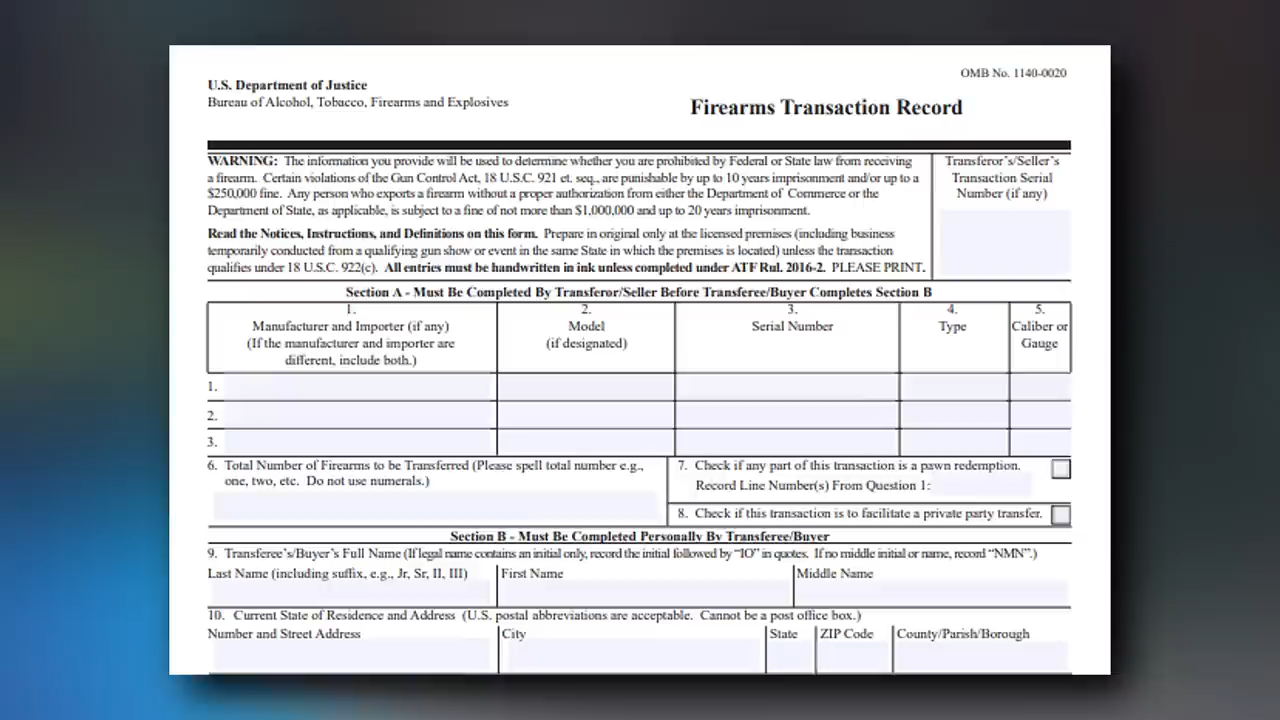 OMB No. 1140-0020
U.S. Department of Justice
Bureau of Alcohol, Tobacco, Firearms and Explosives
Firearms Transaction Record
WARNING: The information you provide will be used to determine whether you are prohibited by Federal or State law from receiving
a firearm. Certain violations of the Gun Control Act, 18 U.S.C. 921 et. seq., are punishable by up to 10 years imprisonment and/or up to a
$250,000 fine. Any person who exports a firearm without a proper authorization from either the Department of Commerce or the
Department of State, as applicable, is subject to a fine of not more than $1,000,000 and up to 20 years imprisonment.
Read the Notices, Instructions, and Definitions on this form. Prepare in original only at the licensed premises (including business
temporarily conducted from a qualifying gun show or event in the same State in which the premises is located) unless the transaction
qualifies under 18 U.S.C. 922(c). All entries must be handwritten in ink unless completed under ATF Rul. 2016-2. PLEASE PRINT.
Transferor's/Seller's
Transaction Serial
Number (if any)
Section A - Must Be Completed By Transferor/Seller Before Transferee/Buyer Completes Section B
1.
Manufacturer and Importer (if any)
(If the manufacturer and importer are
different, include both.)
2.
Model
(if designated)
3.
Serial Number
4.
Type
5.
Caliber or
Gauge
1.
2.
3.
6. Total Number of Firearms to be Transferred (Please spell total number e.g.,
one, two, etc. Do not use numerals.)
7. Check if any part of this transaction is a pawn redemption.
Record Line Number(s) From Question 1:
8. Check if this transaction is to facilitate a private party transfer.
Section B - Must Be Completed Personally By Transferee/Buyer
9. Transferee's/Buyer's Full Name (If legal name contains an initial only, record the initial followed by "IO" in quotes. If no middle initial or name, record "NMN".)
Last Name (including suffix, e.g., Jr, Sr, II, III)
First Name
Middle Name
10. Current State of Residence and Address (U.S. postal abbreviations are acceptable. Cannot be a post office box.)
Number and Street Address
City
State
ZIP Code
County/Parish/Borough